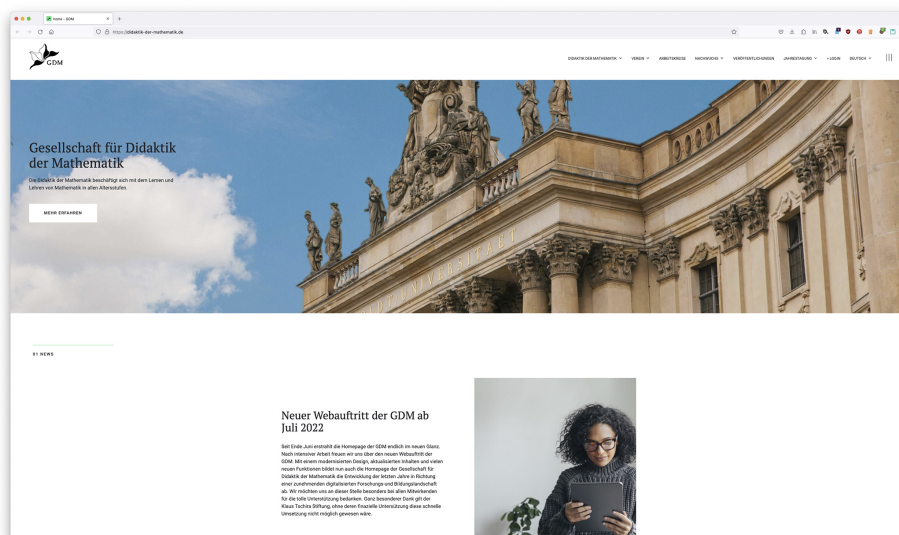 home - GDM
https://didaktik-der-mathematik.de
GDM
DIDAKTIK DER MATHEMATIK
VEREIN
ARBEITSKREISE
NACHWUCHS
VERÖFFENTLICHUNGEN
JAHRESTAGUNG
+ LOGIN
DEUTSCH
Gesellschaft für Didaktik
der Mathematik
Die Didaktik der Mathematik beschäftigt sich mit dem Lernen und
Lehren von Mathematik in allen Altersstufen.
MEHR ERFAHREN
UNIVERSITAET
01 NEWS
Neuer Webauftritt der GDM ab
Juli 2022
Seit Ende Juni erstrahlt die Homepage der GDM endlich im neuen Glanz.
Nach intensiver Arbeit freuen wir uns über den neuen Webauftritt der
GDM. Mit einem modernisierten Design, aktualisierten Inhalten und vielen
neuen Funktionen bildet nun auch die Homepage der Gesellschaft für
Didaktik der Mathematik die Entwicklung der letzten Jahre in Richtung
einer zunehmenden digitalisierten Forschungs- und Bildungslandschaft
ab. Wir möchten uns an dieser Stelle besonders bei allen Mitwirkenden
für die tolle Unterstützung bedanken. Ganz besonderer Dank gilt der
Klaus Tschira Stiftung, ohne deren finazielle Untersützung diese schnelle
Umsetzung nicht möglich gewesen wäre.